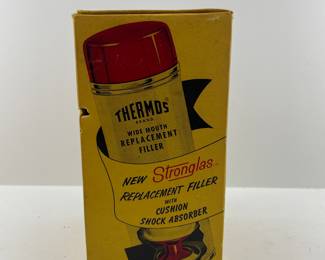 THERMOS
BRAND
WIDE MOUTH
REPLACEMENT
FILLER
NEW Stronglas
REPLACEMENT FILLER
WITH
CUSHION
SHOCK ABSORBER